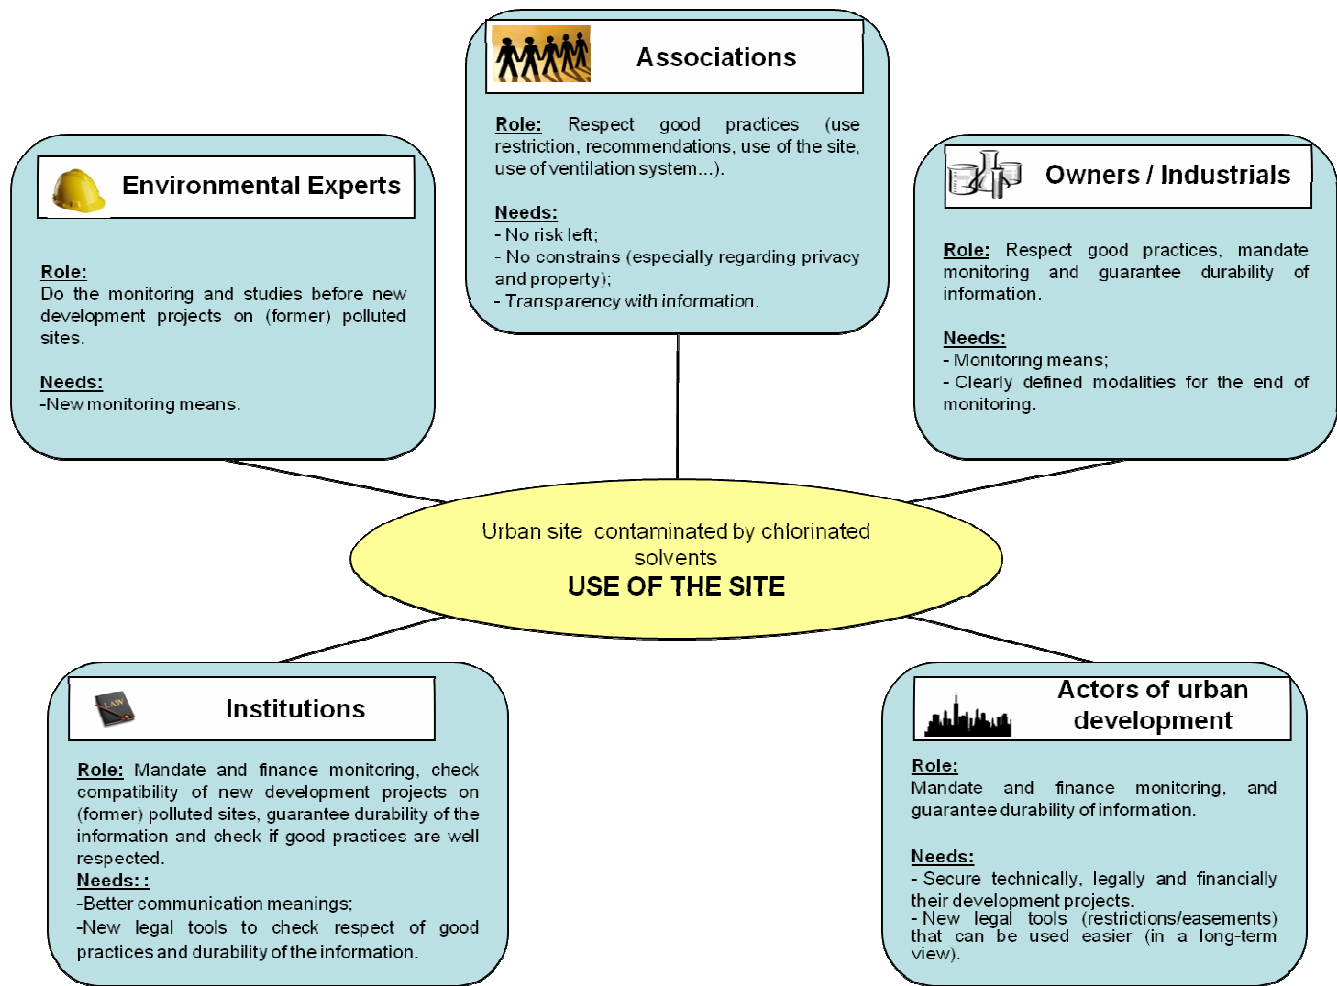 Associations
Role: Respect good practices (use
restriction, recommendations, use of the site,
use of ventilation system...).
Needs:
- No risk left;
- No constrains (especially regarding privacy
and property);
- Transparency with information.
Environmental Experts
Role:
Do the monitoring and studies before new
development projects on (former) polluted
sites.
Needs:
-New monitoring means.
Owners / Industrials
Role: Respect good practices, mandate
monitoring and guarantee durability of
information.
Needs:
- Monitoring means;
- Clearly defined modalities for the end of
monitoring.
Urban site contaminated by chlorinated
solvents
USE OF THE SITE
LAW
Institutions
Role: Mandate and finance monitoring, check
compatibility of new development projects on
(former) polluted sites, guarantee durability of the
information and check if good practices are well
respected.
Needs: :
-Better communication meanings;
-New legal tools to check respect of good
practices and durability of the information.
Actors of urban
development
Role:
Mandate and finance monitoring, and
guarantee durability of information.
Needs:
- Secure technically, legally and financially
their development projects.
- New legal tools (restrictions/easements)
that can be used easier (in a long-term
view).